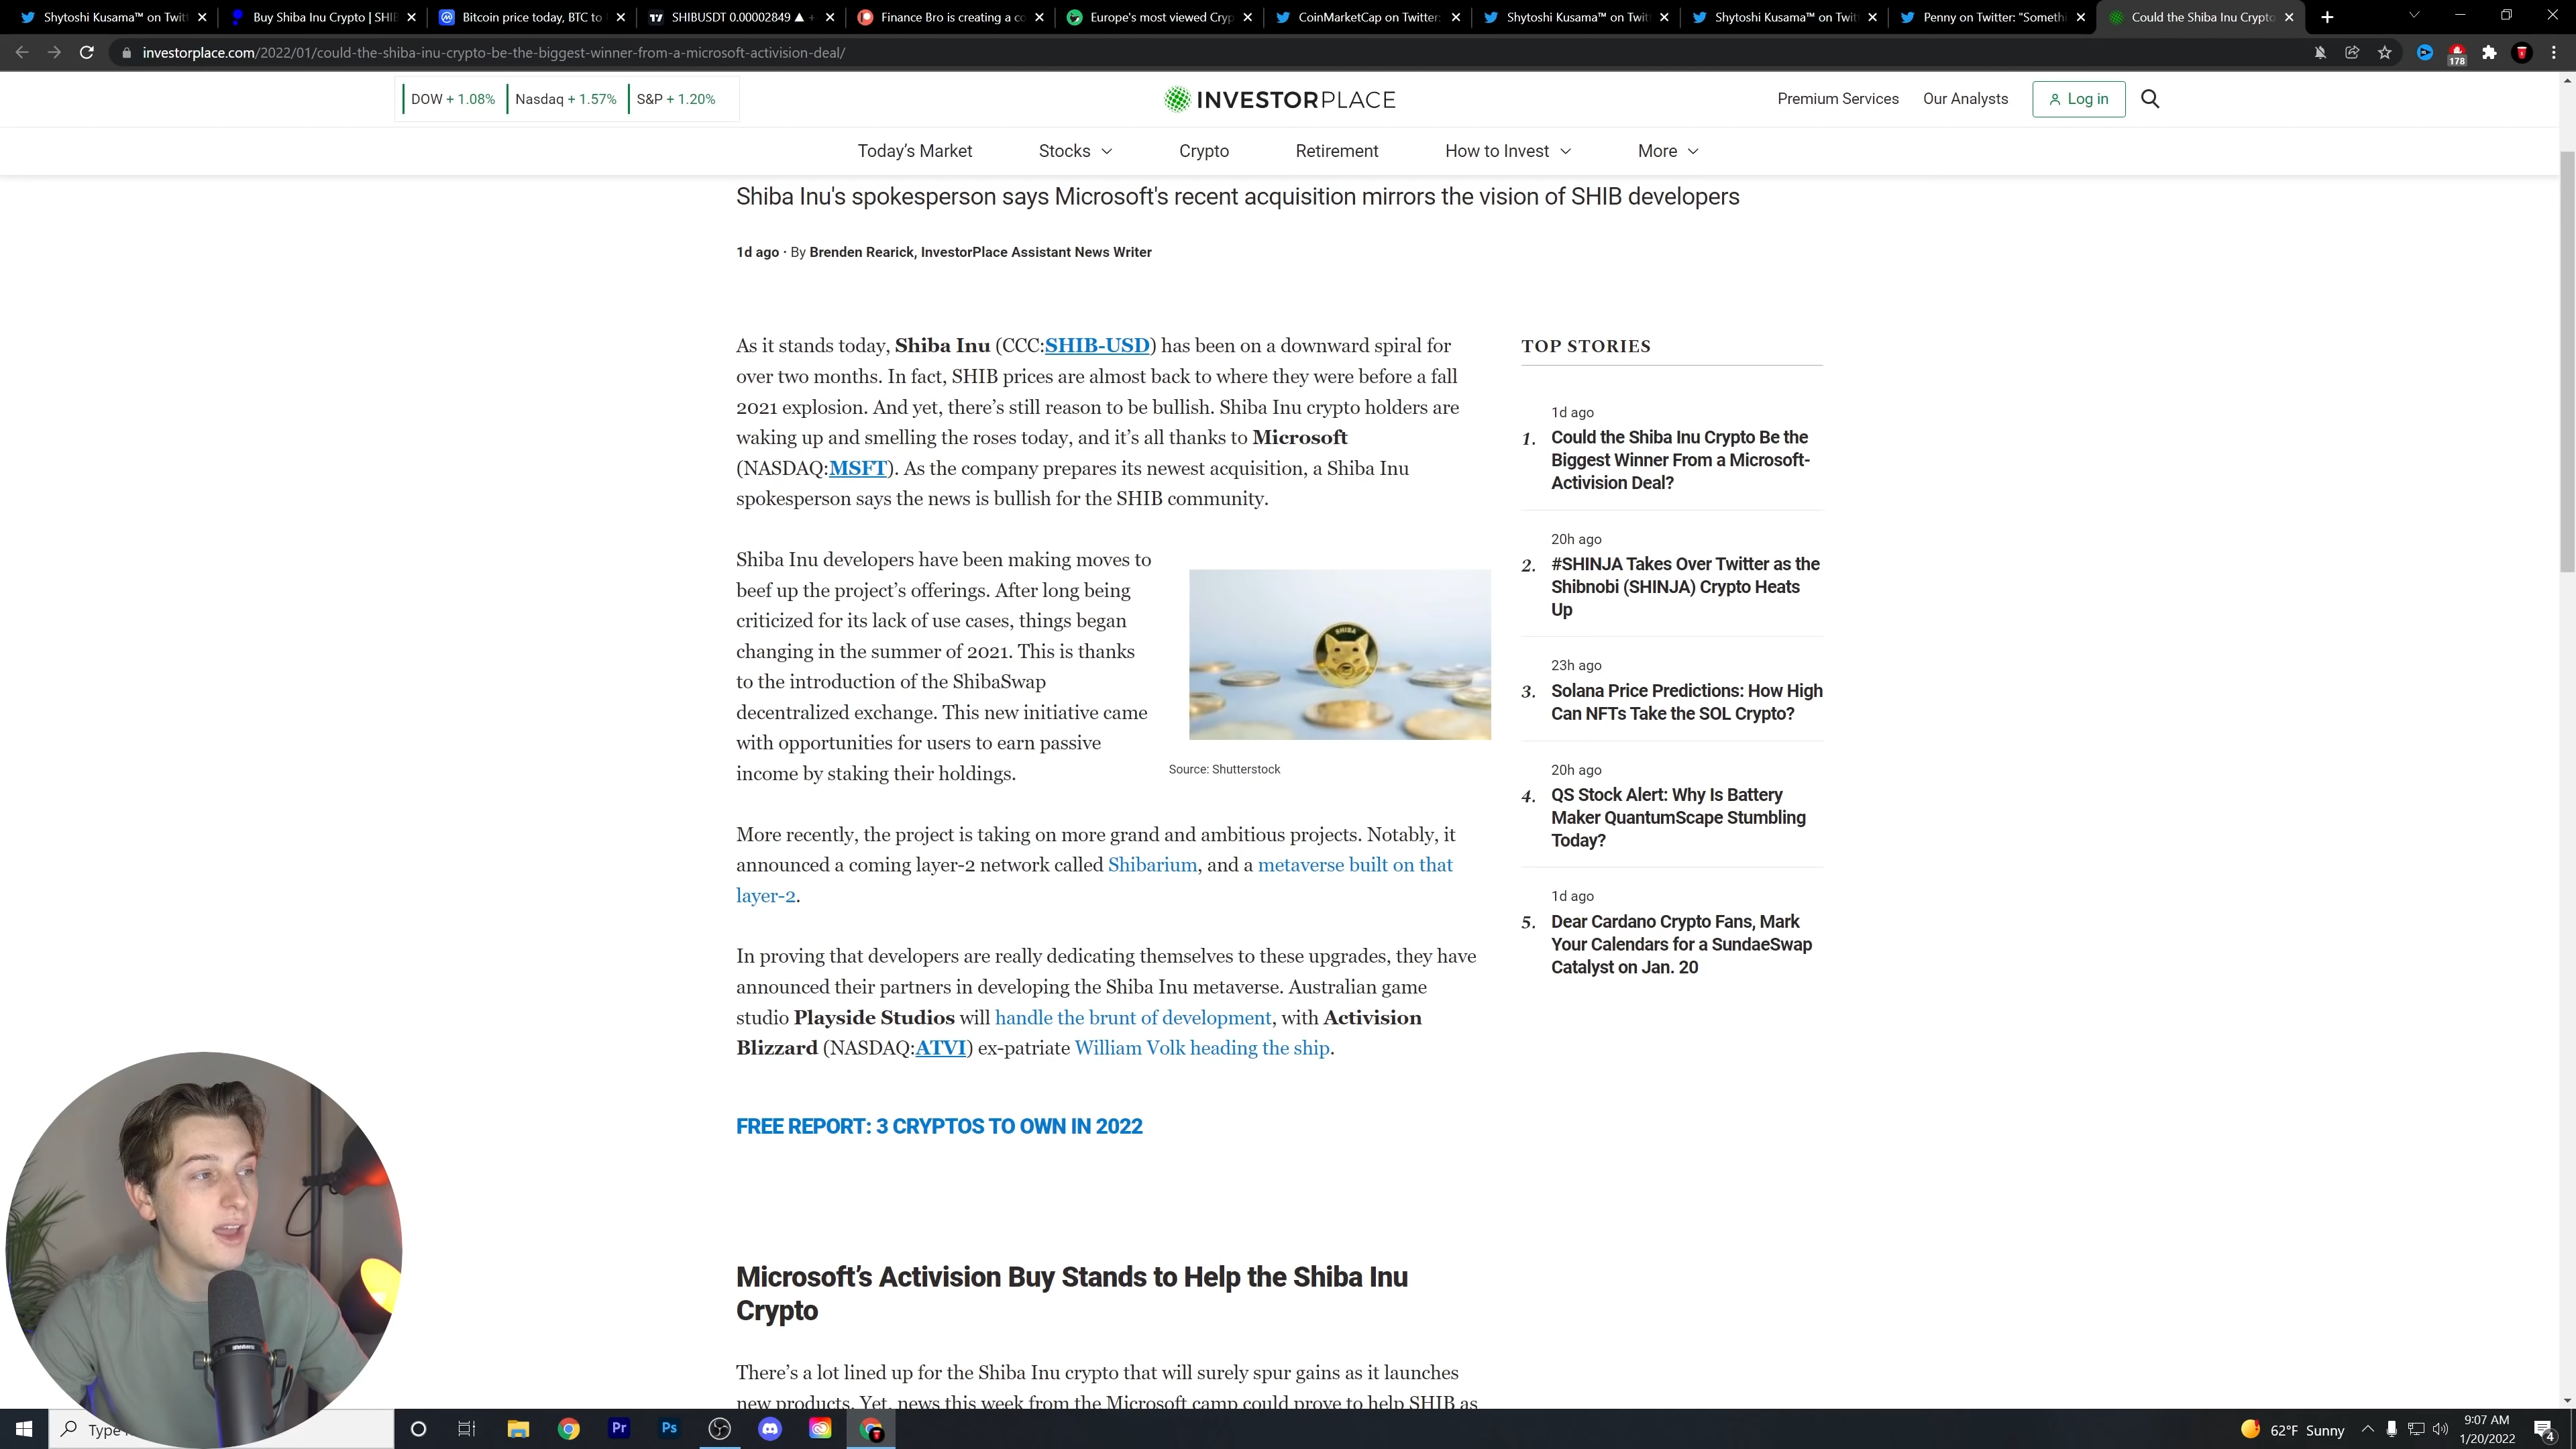 Shytoshi Kusama™ on Twitt
Buy Shiba Inu Crypto | SHIB
Bitcoin price today, BTC to
SHIBUSDT 0.00002849 ▲ +
Finance Bro is creating a co
Europe's most viewed Cryp
CoinMarketCap on Twitter:
Shytoshi Kusama™ on Twit
Shytoshi Kusama™ on Twitt
Penny on Twitter: "Somethi
Could the Shiba Inu Crypto
investorplace.com/2022/01/could-the-shiba-inu-crypto-be-the-biggest-winner-from-a-microsoft-activision-deal/
178
DOW + 1.08%
Nasdaq + 1.57%
S&P + 1.20%
INVESTORPLACE
Premium Services
Our Analysts
Log in
Today's Market
Stocks
Crypto
Retirement
How to Invest
More
Shiba Inu's spokesperson says Microsoft's recent acquisition mirrors the vision of SHIB developers
1d ago · By Brenden Rearick, InvestorPlace Assistant News Writer
As it stands today, Shiba Inu (CCC:SHIB-USD) has been on a downward spiral for
over two months. In fact, SHIB prices are almost back to where they were before a fall
2021 explosion. And yet, there's still reason to be bullish. Shiba Inu crypto holders are
waking up and smelling the roses today, and it's all thanks to Microsoft
(NASDAQ:MSFT). As the company prepares its newest acquisition, a Shiba Inu
spokesperson says the news is bullish for the SHIB community.
Shiba Inu developers have been making moves to
beef up the project's offerings. After long being
criticized for its lack of use cases, things began
changing in the summer of 2021. This is thanks
to the introduction of the ShibaSwap
decentralized exchange. This new initiative came
with opportunities for users to earn passive
income by staking their holdings.
SHIBA
Source: Shutterstock
More recently, the project is taking on more grand and ambitious projects. Notably, it
announced a coming layer-2 network called Shibarium, and a metaverse built on that
layer-2.
In proving that developers are really dedicating themselves to these upgrades, they have
announced their partners in developing the Shiba Inu metaverse. Australian game
studio Playside Studios will handle the brunt of development, with Activision
Blizzard (NASDAQ:ATVI) ex-patriate William Volk heading the ship.
FREE REPORT: 3 CRYPTOS TO OWN IN 2022
Microsoft's Activision Buy Stands to Help the Shiba Inu
Crypto
There's a lot lined up for the Shiba Inu crypto that will surely spur gains as it launches
new products. Yet, news this week from the Microsoft camp could prove to help SHIB as
TOP STORIES
1d ago
1. Could the Shiba Inu Crypto Be the
Biggest Winner From a Microsoft-
Activision Deal?
20h ago
2. #SHINJA Takes Over Twitter as the
Shibnobi (SHINJA) Crypto Heats
Up
23h ago
3. Solana Price Predictions: How High
Can NFTs Take the SOL Crypto?
20h ago
4. QS Stock Alert: Why Is Battery
Maker QuantumScape Stumbling
Today?
1d ago
5. Dear Cardano Crypto Fans, Mark
Your Calendars for a SundaeSwap
Catalyst on Jan. 20
Type
Pr
Ps
62°F Sunny
9:07 AM
1/20/2022
4